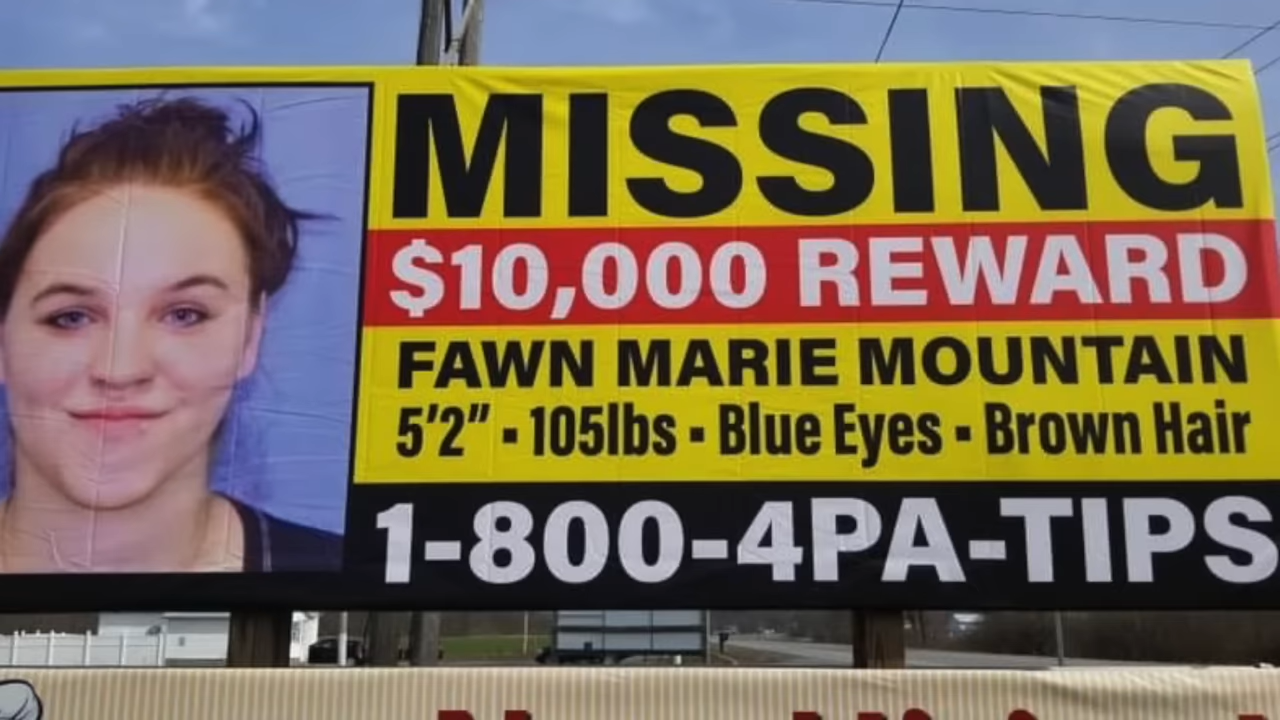 MISSING
$10,000 REWARD
FAWN MARIE MOUNTAIN
5'2" ▪ 105lbs ▪ Blue Eyes ▪ Brown Hair
1-800-4PA-TIPS